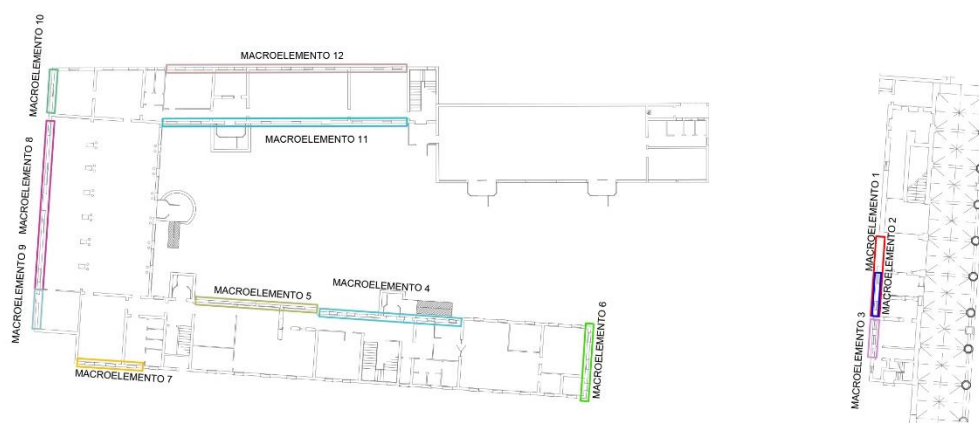 MACROELEMENTO 10
MACROELEMENTO 12
MACROELEMENTO 11
MACROELEMENTO 8
MACROELEMENTO 9
MACROELEMENTO 5
MACROELEMENTO 4
MACROELEMENTO 6
MACROELEMENTO 7
MACROELEMENTO 1
MACROELEMENTO 2
MACROELEMENTO 3